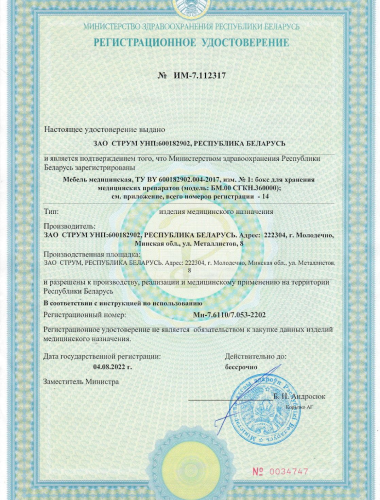 МИНИСТЕРСТВО ЗДРАВООХРАНЕНИЯ РЕСПУБЛИКИ БЕЛАРУСЬ
РЕГИСТРАЦИОННОЕ УДОСТОВЕРЕНИЕ
№ ИМ-7.112317
Настоящее удостоверение выдано
ЗАО СТРУМ УНП:600182902, РЕСПУБЛИКА БЕЛАРУСЬ
и является подтверждением того, что Министерством здравоохранения Республики
Беларусь зарегистрированы
Мебель медицинская, ТУ BY 600182902.004-2017, изм. № 1: бокс для хранения
медицинских препаратов (модель: БМ.00 СГКН.360000);
см. приложение, всего номеров регистрации - 14
Тип: изделия медицинского назначения
Производитель:
ЗАО СТРУМ УНП:600182902, РЕСПУБЛИКА БЕЛАРУСЬ. Адрес: 222304, г. Молодечно,
Минская обл., ул. Металлистов, 8
Производственная площадка:
ЗАО СТРУМ, РЕСПУБЛИКА БЕЛАРУСЬ. Адрес: 222304, г. Молодечно, Минская обл., ул. Металлистов
8
и разрешены к производству, реализации и медицинскому применению на территории
Республики Беларусь
В соответствии с инструкцией по использованию
Регистрационный номер: Мн-7.6110/7.053-2202
Регистрационное удостоверение не является обязательством к закупке данных изделий
медицинского назначения.
Дата государственной регистрации: Действительно до:
04.08.2022 г. бессрочно
Заместитель Министра
Б. Н. Андросюк
№ 0034747